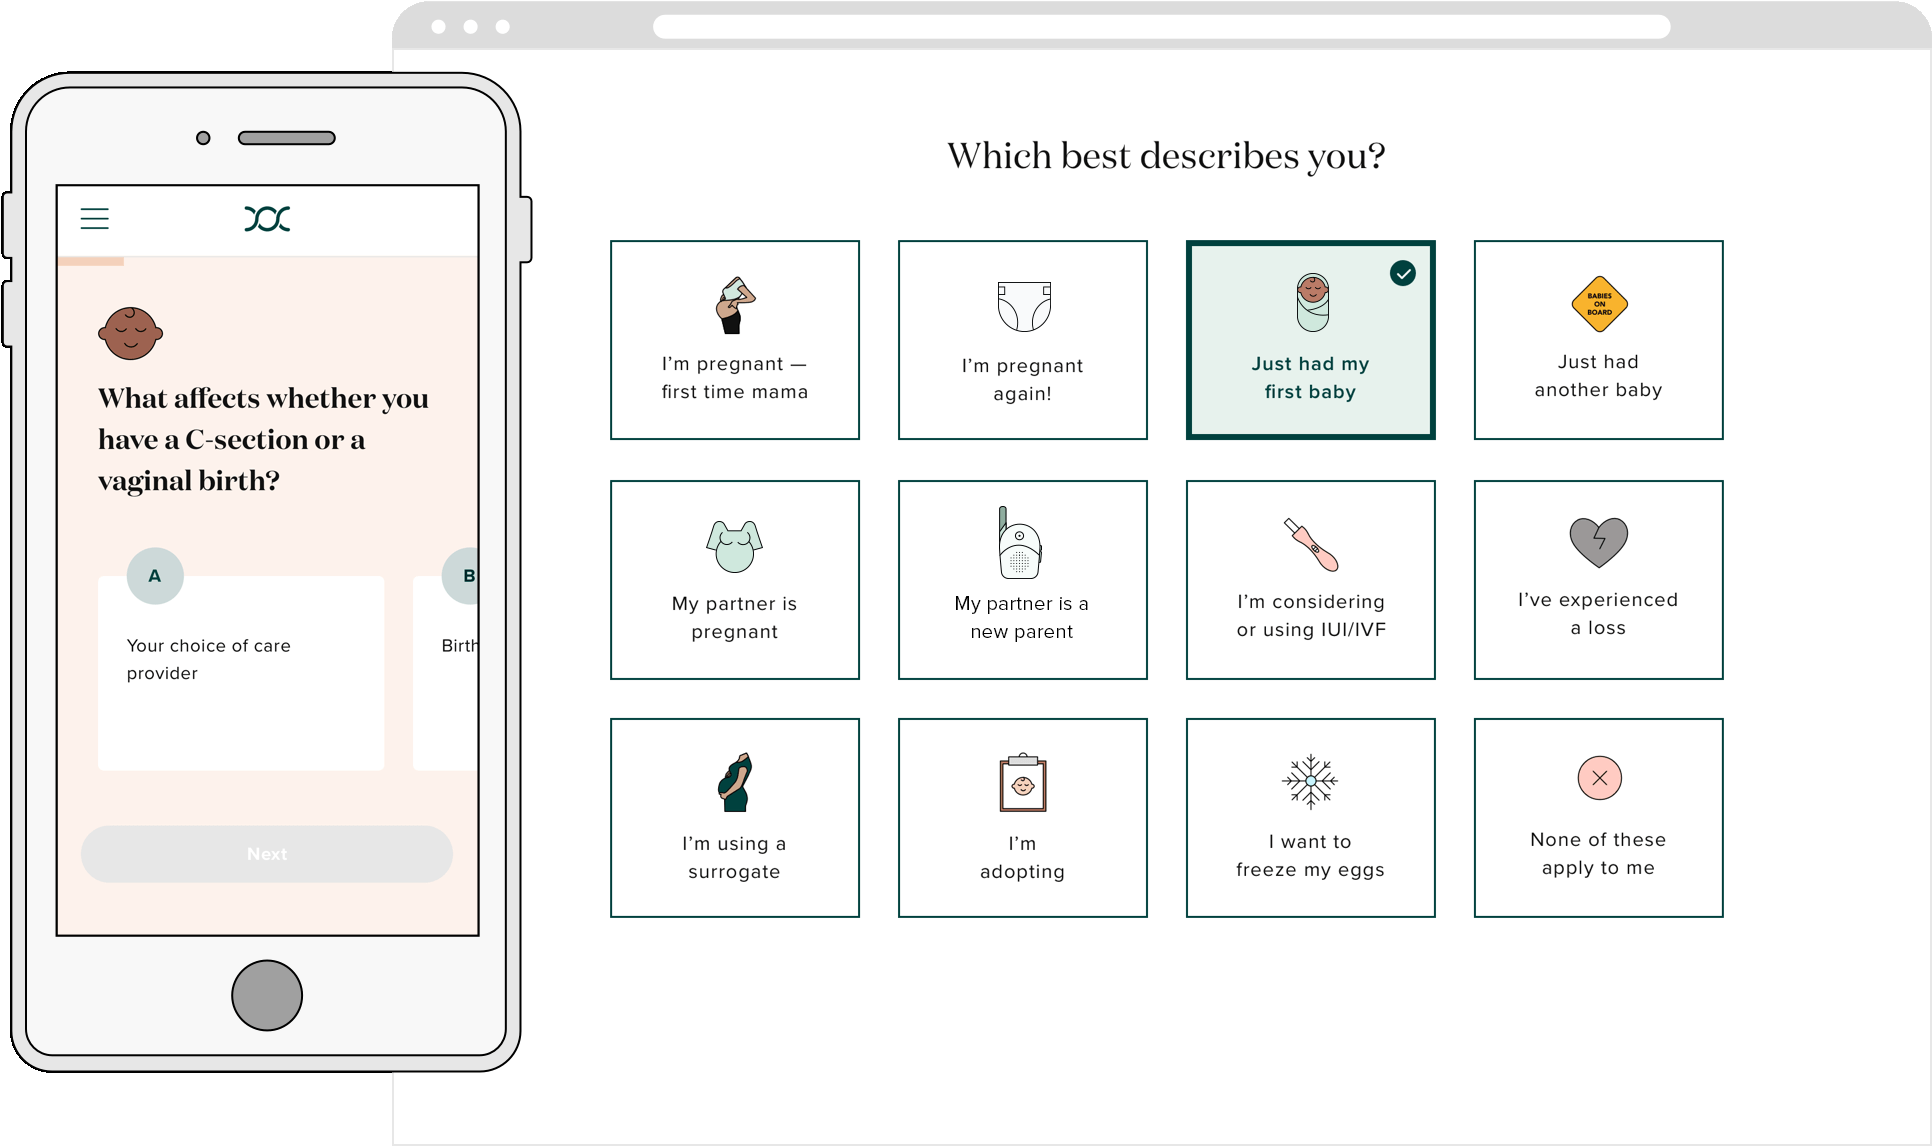 What affects whether you
have a C-section or a
vaginal birth?
A
Your choice of care
provider
B
Birth
Next
Which best describes you?
I’m pregnant —
first time mama
I’m pregnant
again!
Just had my
first baby
BABIES
ON
BOARD
Just had
another baby
My partner is
pregnant
My partner is a
new parent
I’m considering
or using IUI/IVF
I’ve experienced
a loss
I’m using a
surrogate
I’m
adopting
I want to
freeze my eggs
None of these
apply to me